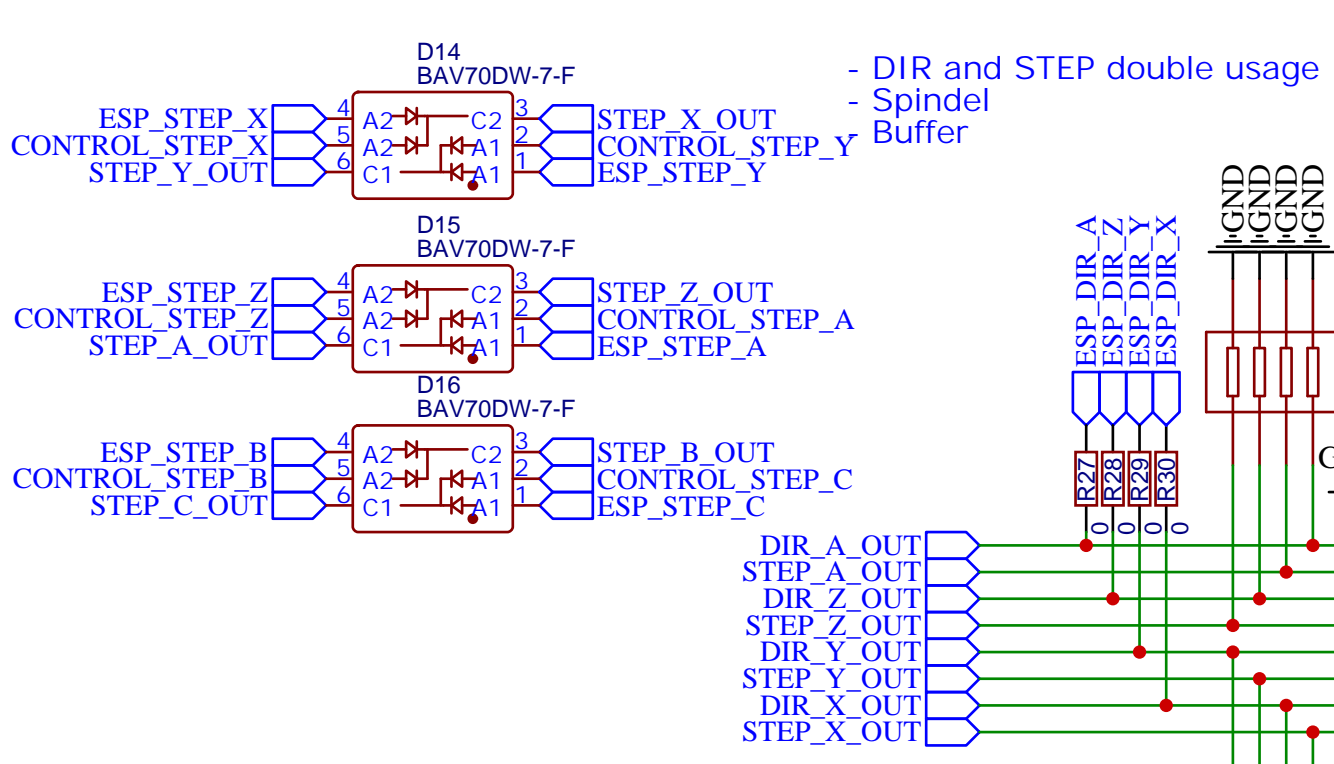 D14
BAV70DW-7-F
ESP_STEP_X 4 A2 C2 3 STEP_X_OUT
CONTROL_STEP_X 5 A2 A1 2 CONTROL_STEP_Y
STEP_Y_OUT 6 C1 A1 1 ESP_STEP_Y
- DIR and STEP double usage
- Spindel
- Buffer
D15
BAV70DW-7-F
ESP_STEP_Z 4 A2 C2 3 STEP_Z_OUT
CONTROL_STEP_Z 5 A2 A1 2 CONTROL_STEP_A
STEP_A_OUT 6 C1 A1 1 ESP_STEP_A
D16
BAV70DW-7-F
ESP_STEP_B 4 A2 C2 3 STEP_B_OUT
CONTROL_STEP_B 5 A2 A1 2 CONTROL_STEP_C
STEP_C_OUT 6 C1 A1 1 ESP_STEP_C
GND
GND
GND
GND
ESP_DIR_A
ESP_DIR_Z
ESP_DIR_Y
ESP_DIR_X
R27
R28
R29
R30
0
0
0
0
G
DIR_A_OUT
STEP_A_OUT
DIR_Z_OUT
STEP_Z_OUT
DIR_Y_OUT
STEP_Y_OUT
DIR_X_OUT
STEP_X_OUT